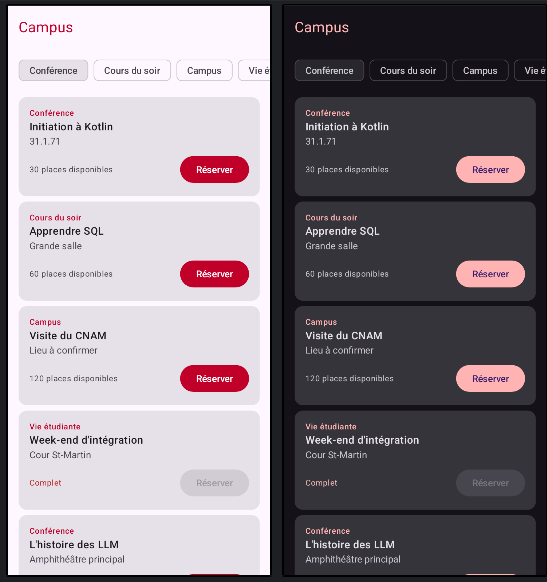 Campus
Conférence
Cours du soir
Campus
Vie é
Conférence
Initiation à Kotlin
31.1.71
30 places disponibles
Réserver
Cours du soir
Apprendre SQL
Grande salle
60 places disponibles
Réserver
Campus
Visite du CNAM
Lieu à confirmer
120 places disponibles
Réserver
Vie étudiante
Week-end d'intégration
Cour St-Martin
Complet
Réserver
Conférence
L'histoire des LLM
Amphithéâtre principal
Campus
Conférence
Cours du soir
Campus
Vie é
Conférence
Initiation à Kotlin
31.1.71
30 places disponibles
Réserver
Cours du soir
Apprendre SQL
Grande salle
60 places disponibles
Réserver
Campus
Visite du CNAM
Lieu à confirmer
120 places disponibles
Réserver
Vie étudiante
Week-end d'intégration
Cour St-Martin
Complet
Réserver
Conférence
L'histoire des LLM
Amphithéâtre principal